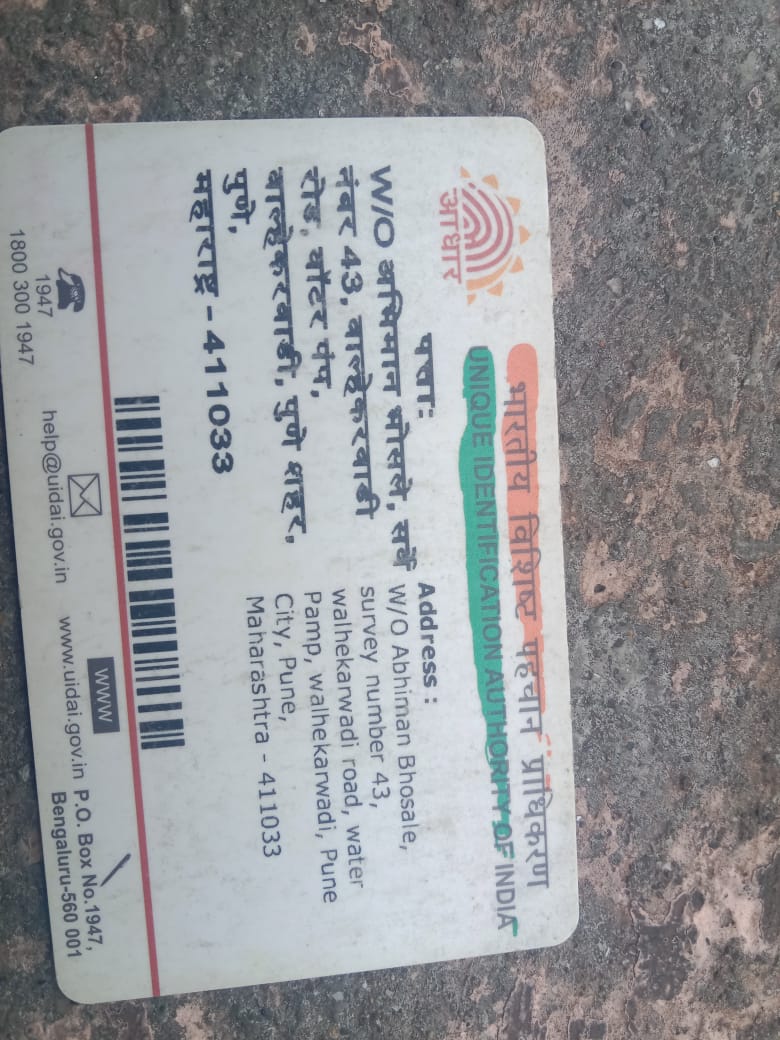 भारतीय विशिष्ट पहचान प्राधिकरण
UNIQUE IDENTIFICATION AUTHORITY OF INDIA
आधार
पत्ता:
W/O अभिमान भोसले, सर्वे
नंबर 43, वाल्हेकरवाडी
रोड, वॉटर पंप,
वाल्हेकरवाडी, पुणे शहर,
पुणे,
महाराष्ट्र - 411033
Address :
W/O Abhiman Bhosale,
survey number 43,
walhekarwadi road, water
Pamp, walhekarwadi, Pune
City, Pune,
Maharashtra - 411033
1947
1800 300 1947
help@uidai.gov.in
WWW
www.uidai.gov.in
P.O. Box No.1947,
Bengaluru-560 001